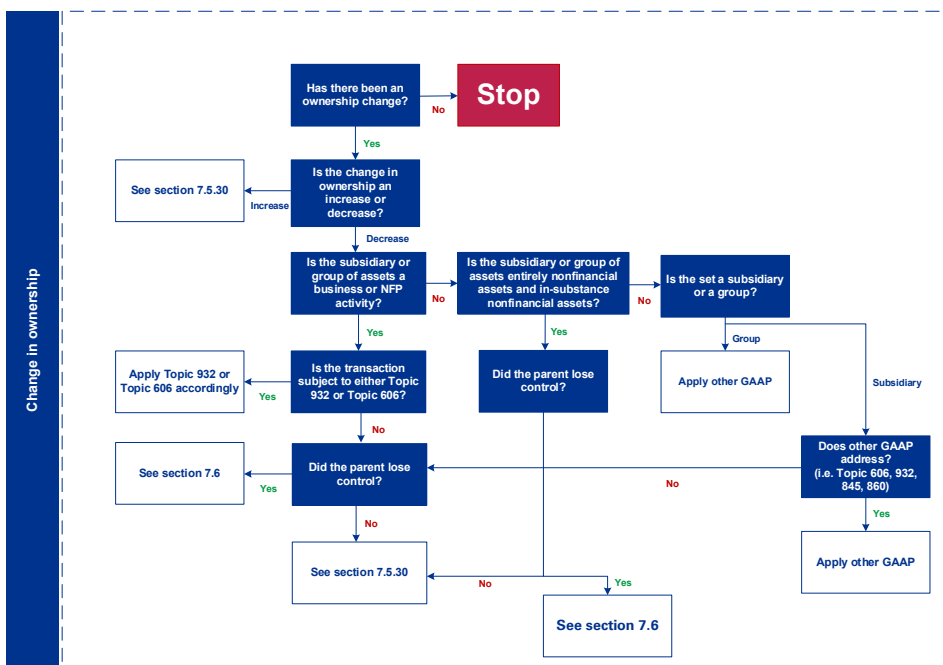 Change in ownership
Has there been an
ownership change?
No
Stop
Yes
Is the change in
ownership an
increase or
decrease?
Increase
See section 7.5.30
Decrease
Is the subsidiary or
group of assets a
business or NFP
activity?
No
Is the subsidiary or group of
assets entirely nonfinancial
assets and in-substance
nonfinancial assets?
No
Is the set a subsidiary
or a group?
Yes
Yes
Group
Subsidiary
Apply Topic 932 or
Topic 606 accordingly
Yes
Is the transaction
subject to either Topic
932 or Topic 606?
Did the parent lose
control?
Apply other GAAP
No
See section 7.6
Yes
Did the parent lose
control?
No
Does other GAAP
address?
(i.e. Topic 606, 932,
845, 860)
No
Yes
See section 7.5.30
No
Yes
Apply other GAAP
See section 7.6